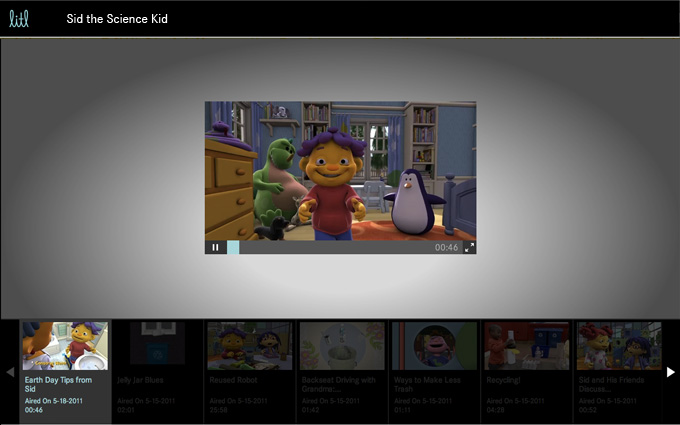 litl
Sid the Science Kid
00:46
Earth Day Tips from
Sid
Aired On 5-18-2011
00:46
Jelly Jar Blues
Aired On 5-15-2011
02:01
Reused Robot
Aired On 5-15-2011
25:56
Backseat Driving with
Grandma:...
Aired On 5-15-2011
01:42
Ways to Make Less
Trash
Aired On 5-15-2011
01:11
Recycling!
Aired On 5-15-2011
04:28
Sid and His Friends
Discuss...
Aired On 5-15-2011
00:52